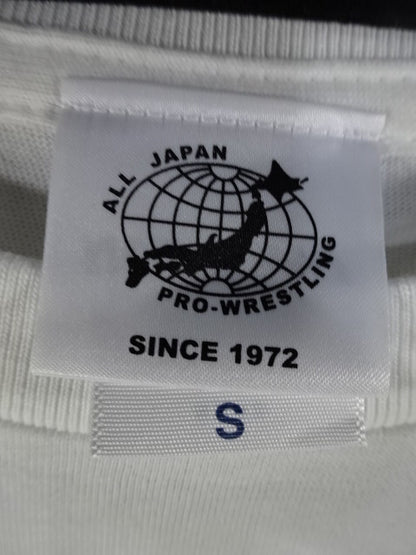 ALL JAPAN
PRO-WRESTLING
SINCE 1972
S